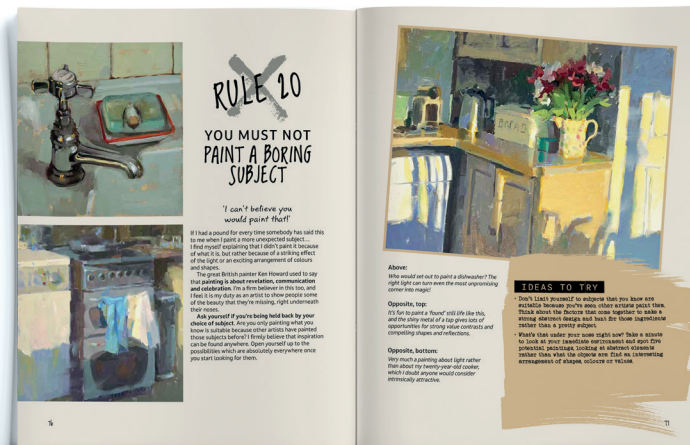 RULE 20
YOU MUST NOT
PAINT A BORING
SUBJECT
'I can't believe you
would paint that!'
If I had a pound for every time somebody has said this
to me when I paint a more unexpected subject…
I find myself explaining that I didn't paint it because
of what it is, but rather because of a striking effect
of the light or an exciting arrangement of colours
and shapes.
The great British painter Ken Howard used to say
that painting is about revelation, communication
and celebration. I'm a firm believer in this too, and
I feel it is my duty as an artist to show people some
of the beauty that they're missing, right underneath
their noses.
Ask yourself if you're being held back by your
choice of subject. Are you only painting what you
know is suitable because other artists have painted
those subjects before? I firmly believe that inspiration
can be found anywhere. Open yourself up to the
possibilities which are absolutely everywhere once
you start looking for them.
76
BREAD
Above:
Who would set out to paint a dishwasher? The
right light can turn even the most unpromising
corner into magic!
Opposite, top:
It's fun to paint a 'found' still life like this,
and the shiny metal of a tap gives lots of
opportunities for strong value contrasts and
compelling shapes and reflections.
Opposite, bottom:
Very much a painting about light rather
than about my twenty-year-old cooker,
which I doubt anyone would consider
intrinsically attractive.
IDEAS TO TRY
• Don't limit yourself to subjects that you know are
suitable because you've seen other artists paint them.
Think about the factors that come together to make a
strong abstract design and hunt for those ingredients
rather than a pretty subject.
• What's that under your nose right now? Take a minute
to look at your immediate environment and spot five
potential paintings, looking at abstract elements
rather than what the objects are find an interesting
arrangement of shapes, colours or values.
77